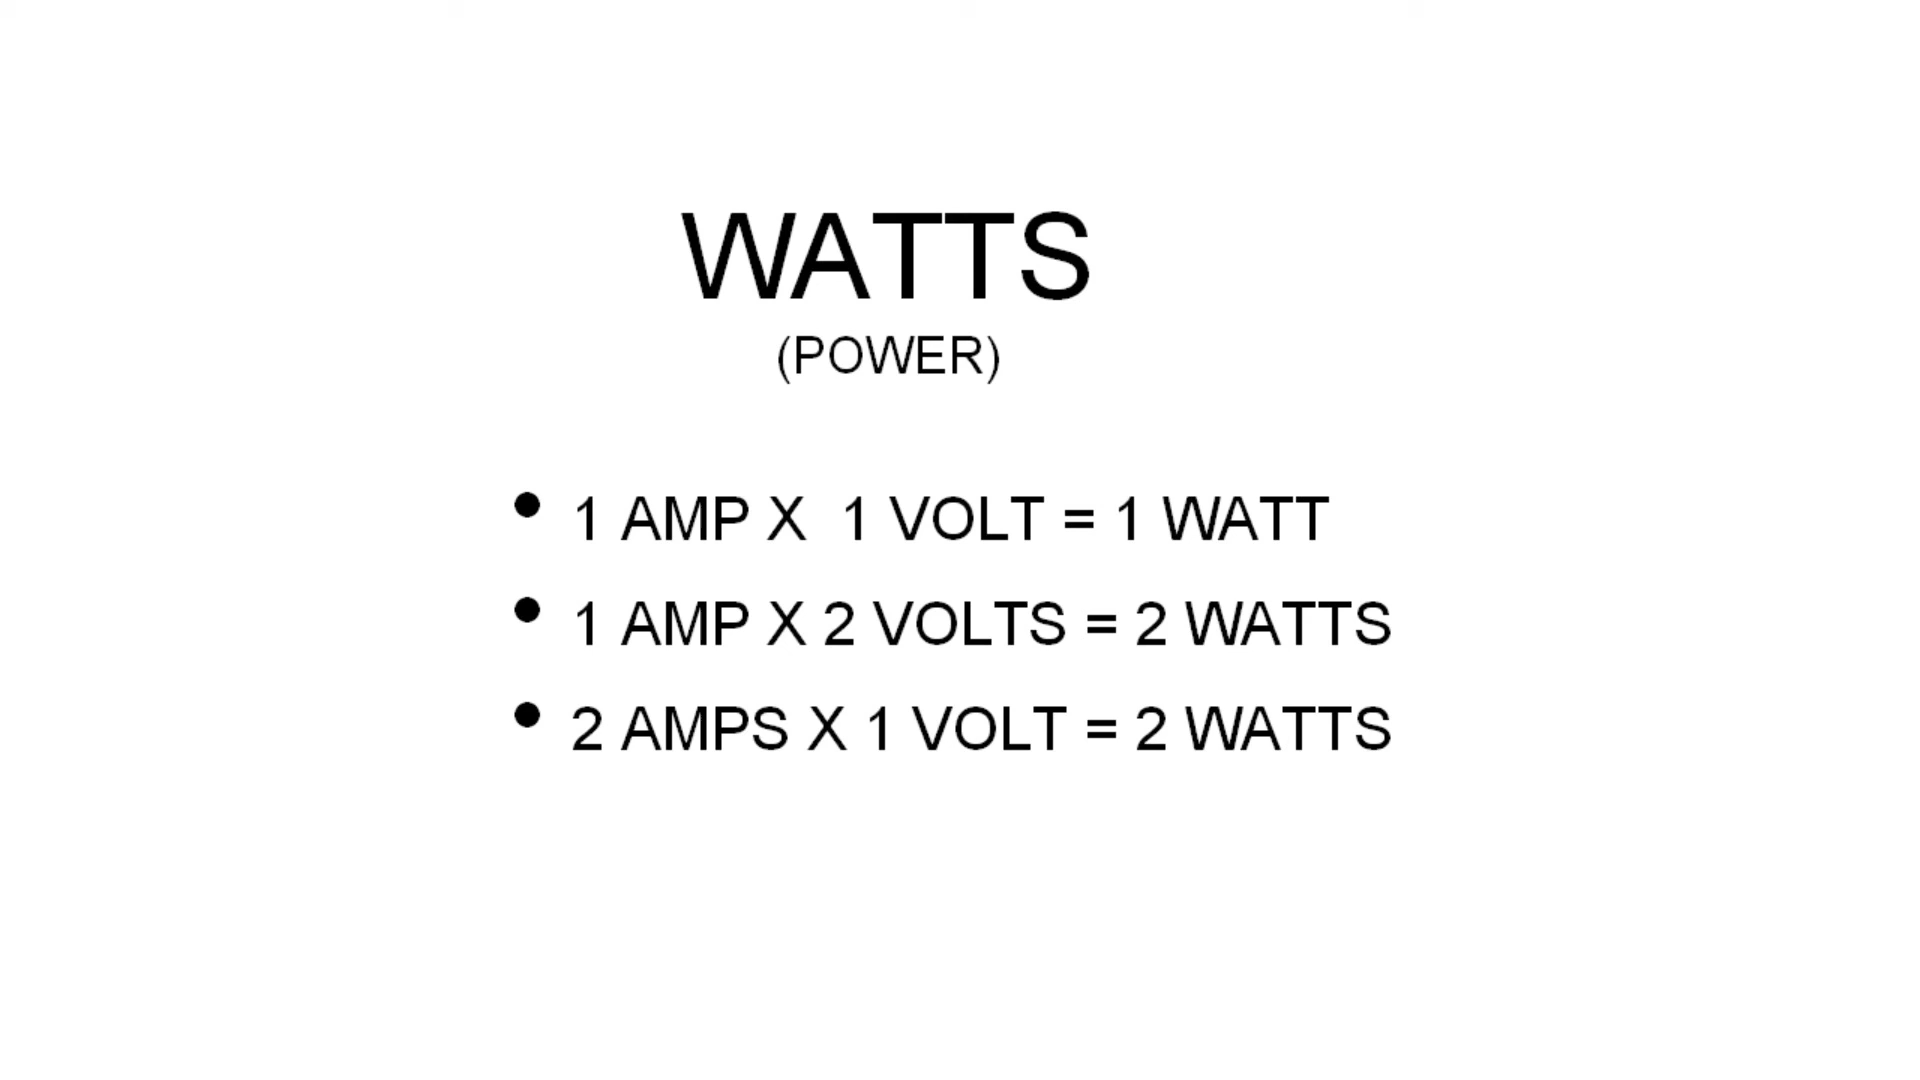 WATTS
(POWER)
• 1 AMP X  1 VOLT = 1 WATT
• 1 AMP X 2 VOLTS = 2 WATTS
• 2 AMPS X 1 VOLT = 2 WATTS